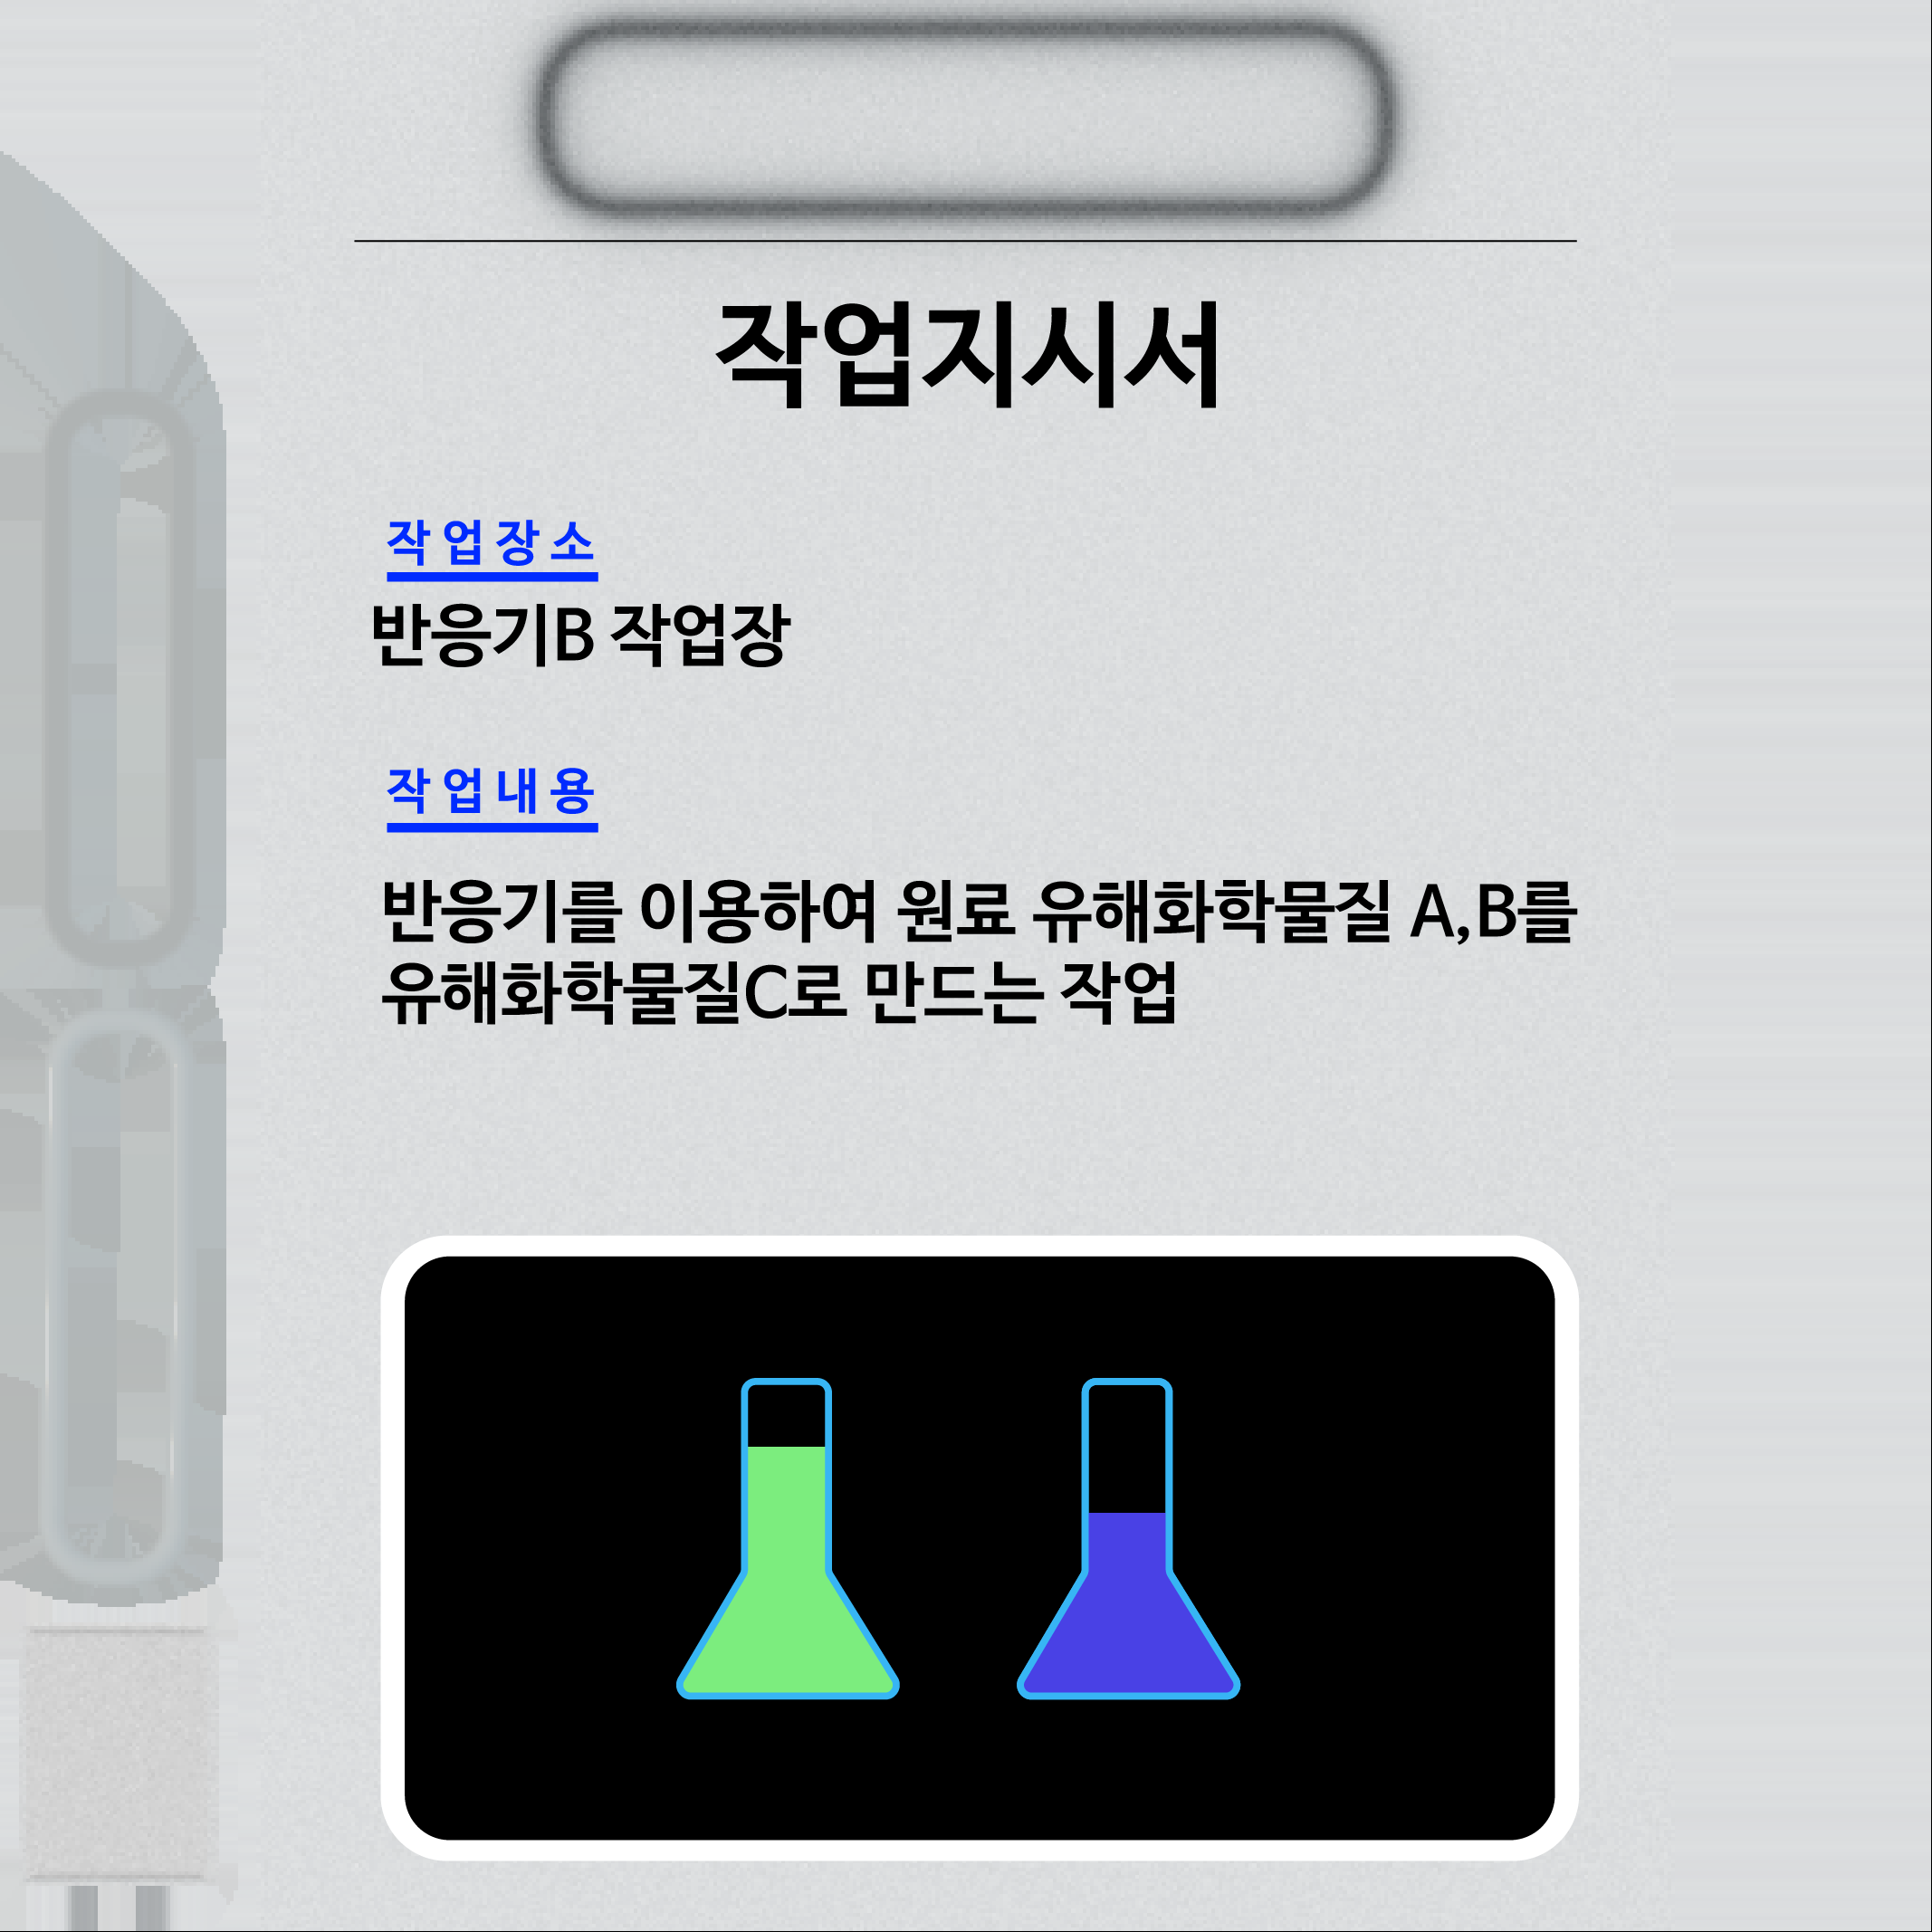 작업지시서
작업장소
반응기B 작업장
작업내용
반응기를 이용하여 원료 유해화학물질 A,B를
유해화학물질C로 만드는 작업